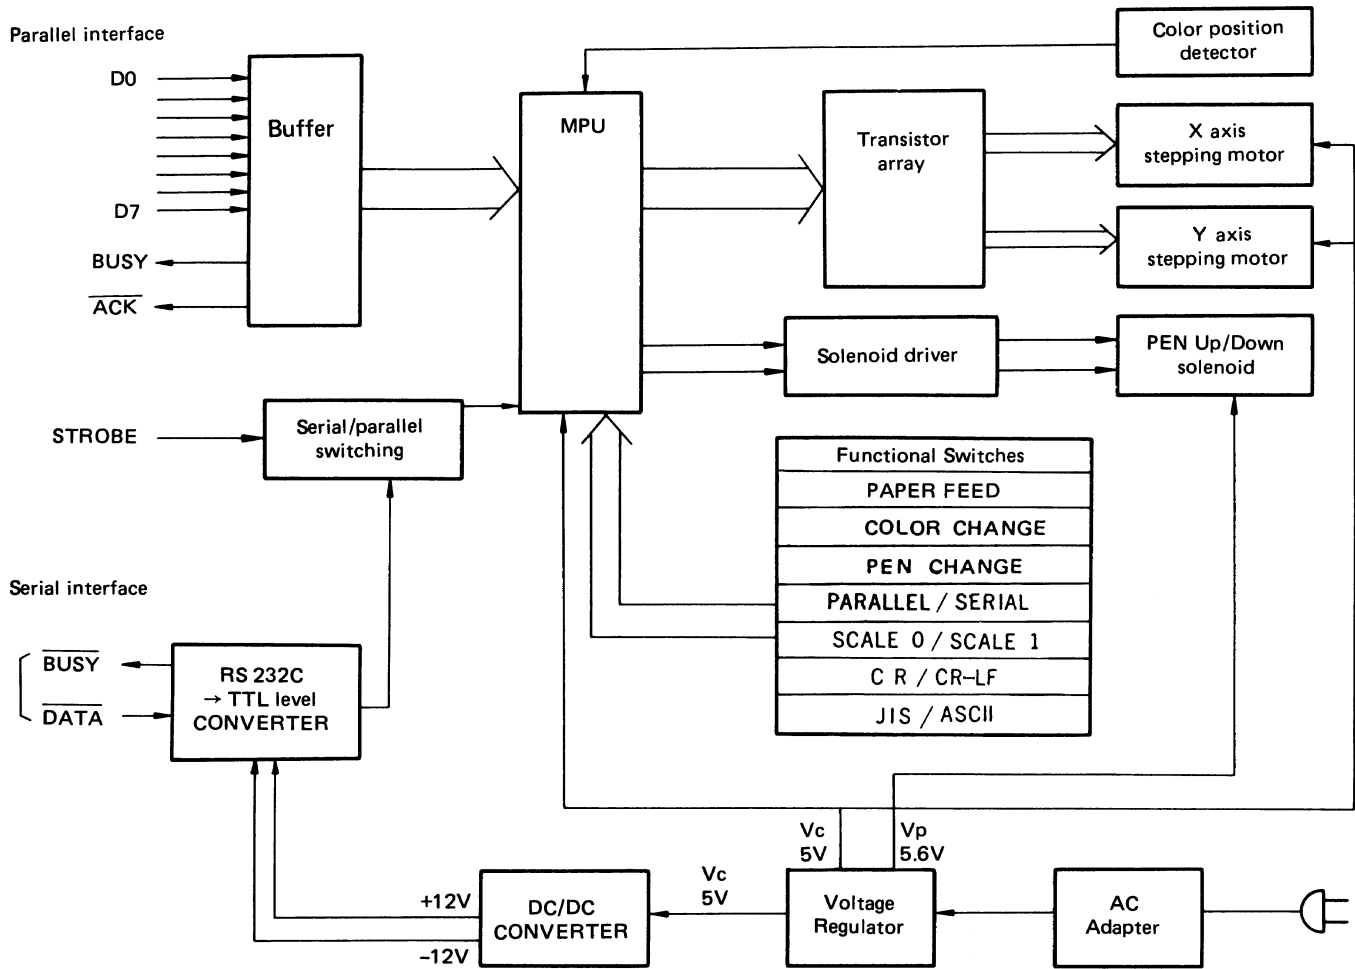 Parallel interface
D0
D7
BUSY
ACK
STROBE
Buffer
MPU
Transistor
array
Color position
detector
X axis
stepping motor
Y axis
stepping motor
Solenoid driver
PEN Up/Down
solenoid
Serial/parallel
switching
Functional Switches
PAPER FEED
COLOR CHANGE
PEN CHANGE
PARALLEL / SERIAL
SCALE 0 / SCALE 1
C R / CR-LF
JIS / ASCII
Serial interface
BUSY
DATA
RS 232C
→ TTL level
CONVERTER
Vc
5V
Vp
5.6V
Vc
5V
+12V
-12V
DC/DC
CONVERTER
Voltage
Regulator
AC
Adapter